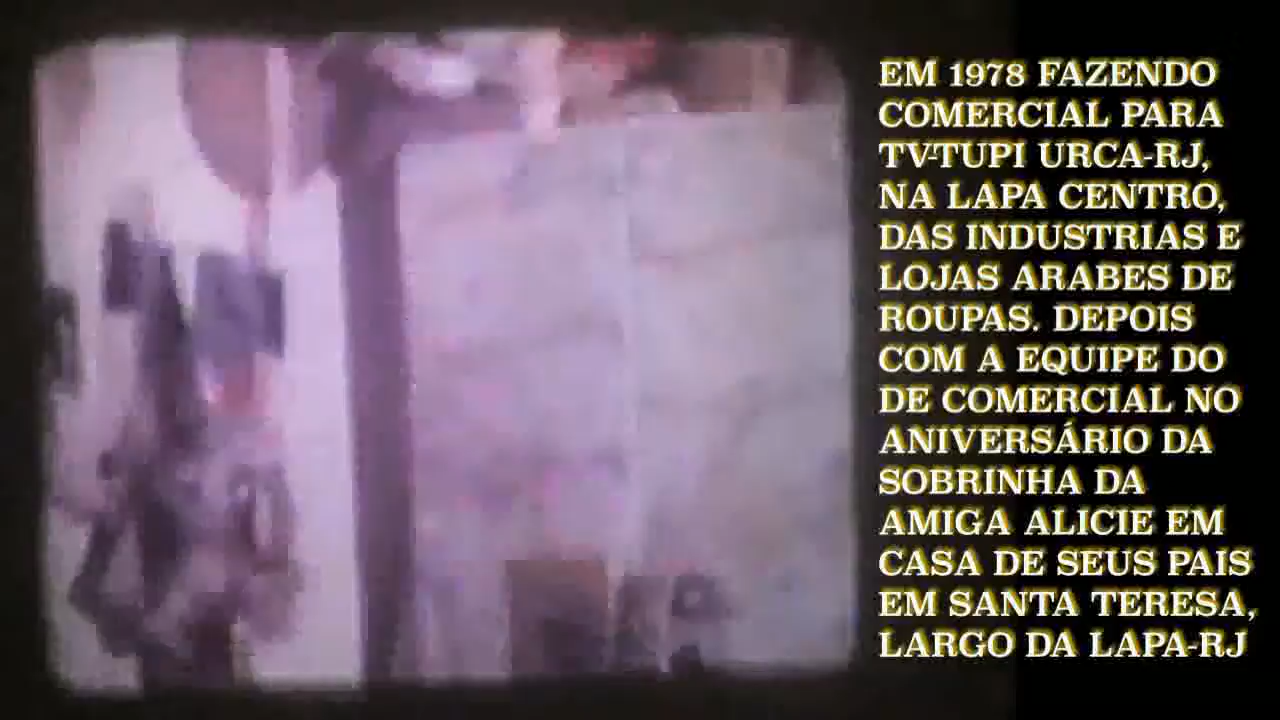 EM 1978 FAZENDO
COMERCIAL PARA
TV-TUPI URCA-RJ,
NA LAPA CENTRO,
DAS INDUSTRIAS E
LOJAS ARABES DE
ROUPAS. DEPOIS
COM A EQUIPE DO
DE COMERCIAL NO
ANIVERSÁRIO DA
SOBRINHA DA
AMIGA ALICIE EM
CASA DE SEUS PAIS
EM SANTA TERESA,
LARGO DA LAPA-RJ